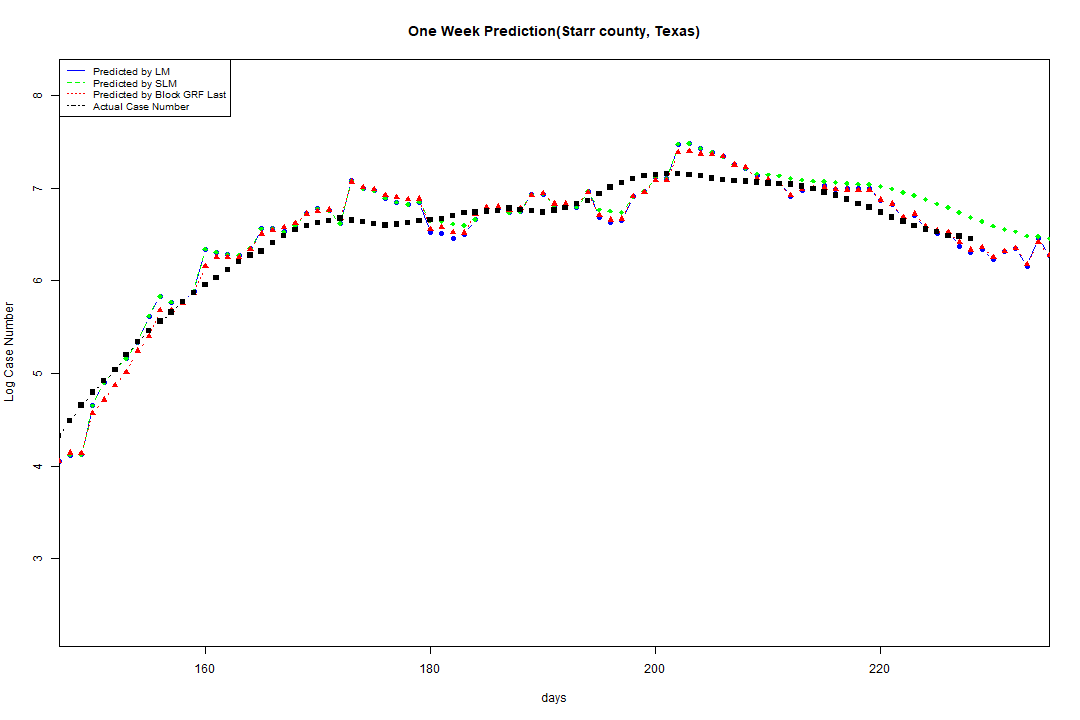 One Week Prediction(Starr county, Texas)
Predicted by LM
Predicted by SLM
Predicted by Block GRF Last
Actual Case Number
8
7
6
5
4
3
Log Case Number
160 180 200 220
days